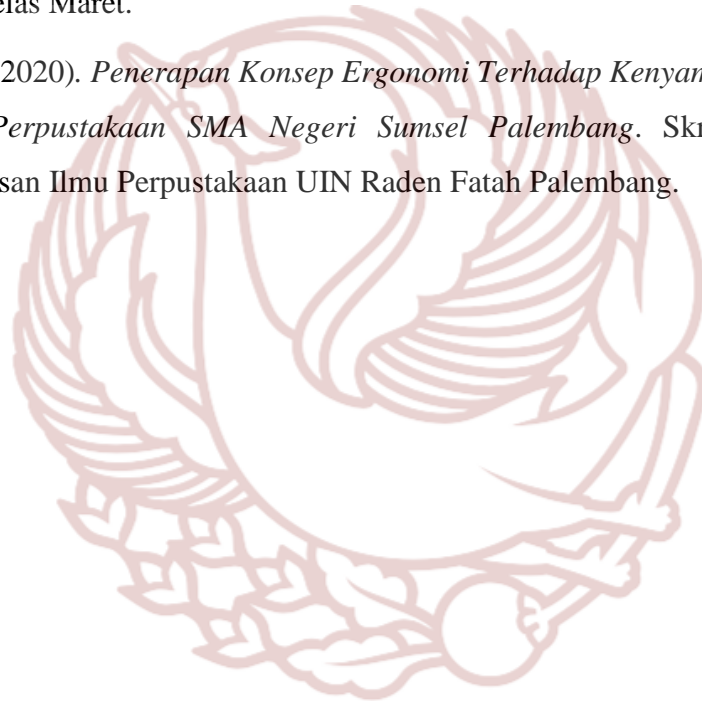 elas Maret.
2020). Penerapan Konsep Ergonomi Terhadap Kenyam
Perpustakaan SMA Negeri Sumsel Palembang. Skr
san Ilmu Perpustakaan UIN Raden Fatah Palembang.